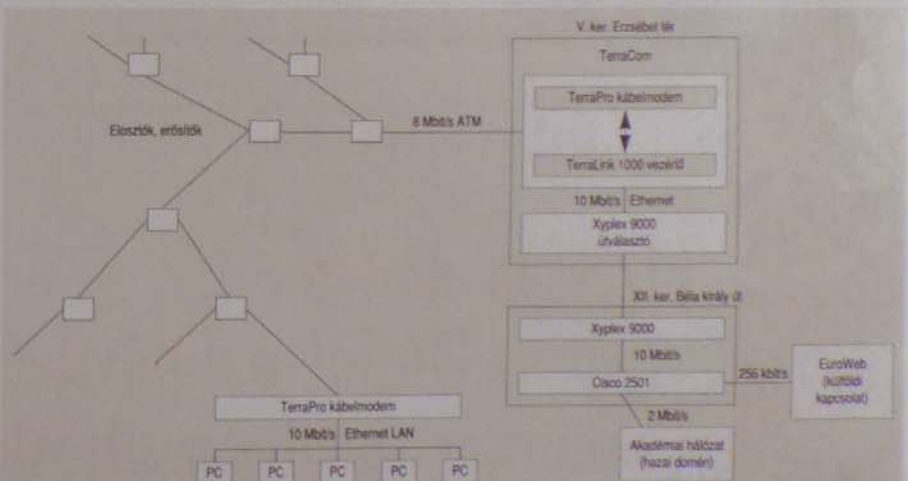 V. ker. Erzsébet tér
TerraCom
TerraPro kábelmodem
Elosztók, erősítők
8 Mbit/s ATM
TerraLink 1000 vezérlő
10 Mbit/s Ethernet
Xyplex 9000
útválasztó
XII. ker. Béla király út
Xyplex 9000
10 Mbit/s
Cisco 2501
256 kbit/s
EuroWeb
(külföldi
kapcsolat)
2 Mbit/s
Akadémiai hálózat
(hazai domén)
TerraPro kábelmodem
10 Mbit/s Ethernet LAN
PC PC PC PC PC